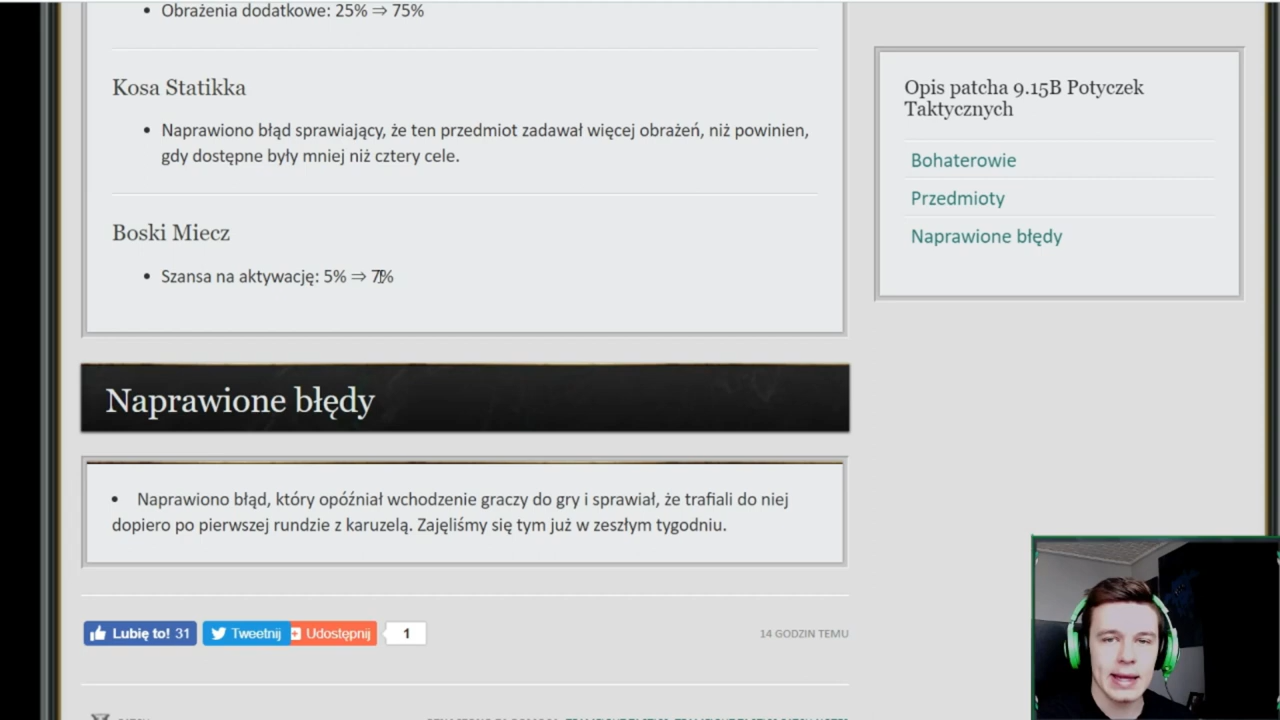 Obrażenia dodatkowe: 25% ⇒ 75%
Kosa Statikka
Naprawiono błąd sprawiający, że ten przedmiot zadawał więcej obrażeń, niż powinien,
gdy dostępne były mniej niż cztery cele.
Boski Miecz
Szansa na aktywację: 5% ⇒ 7%
Naprawione błędy
Naprawiono błąd, który opóźniał wchodzenie graczy do gry i sprawiał, że trafiali do niej
dopiero po pierwszej rundzie z karuzelą. Zajęliśmy się tym już w zeszłym tygodniu.
Lubię to! 31 Tweetnij Udostępnij 1
14 GODZIN TEMU
Opis patcha 9.15B Potyczek
Taktycznych
Bohaterowie
Przedmioty
Naprawione błędy